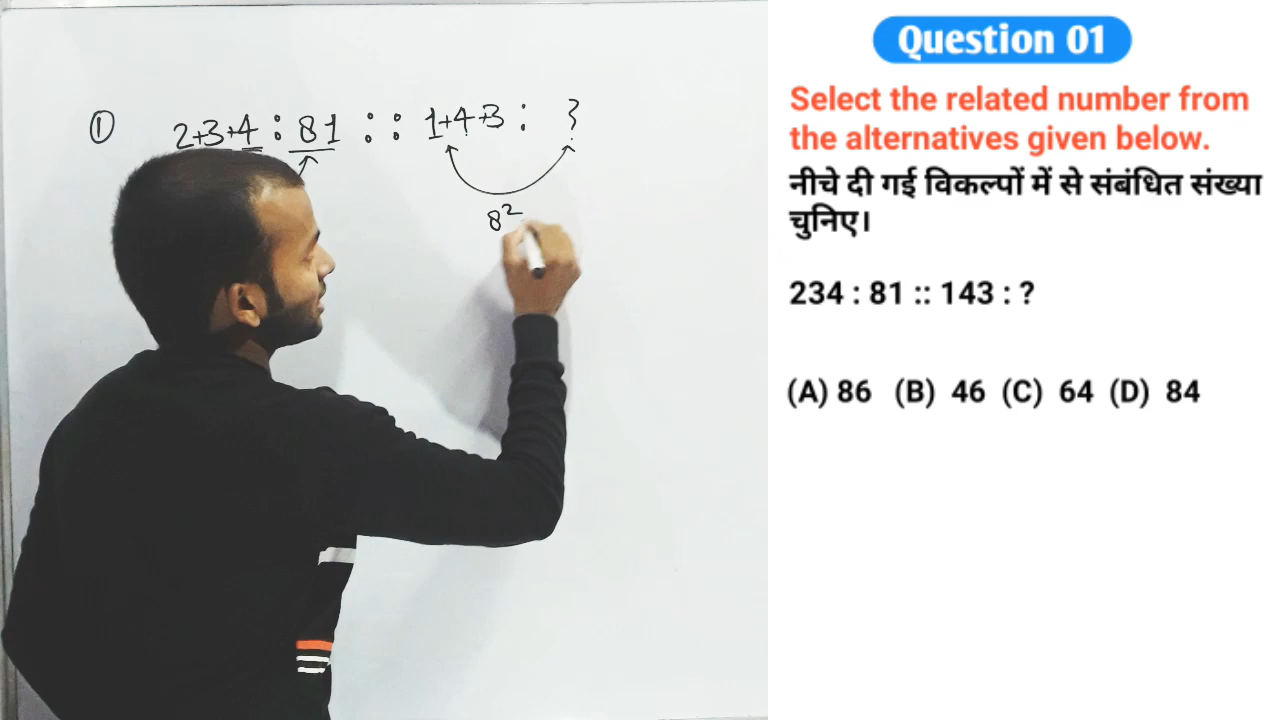 ① 2+3+4 : 81 :: 1+4+3 : ?
8²
Question 01
Select the related number from
the alternatives given below.
नीचे दी गई विकल्पों में से संबंधित संख्या
चुनिए।
234 : 81 :: 143 : ?
(A) 86 (B) 46 (C) 64 (D) 84